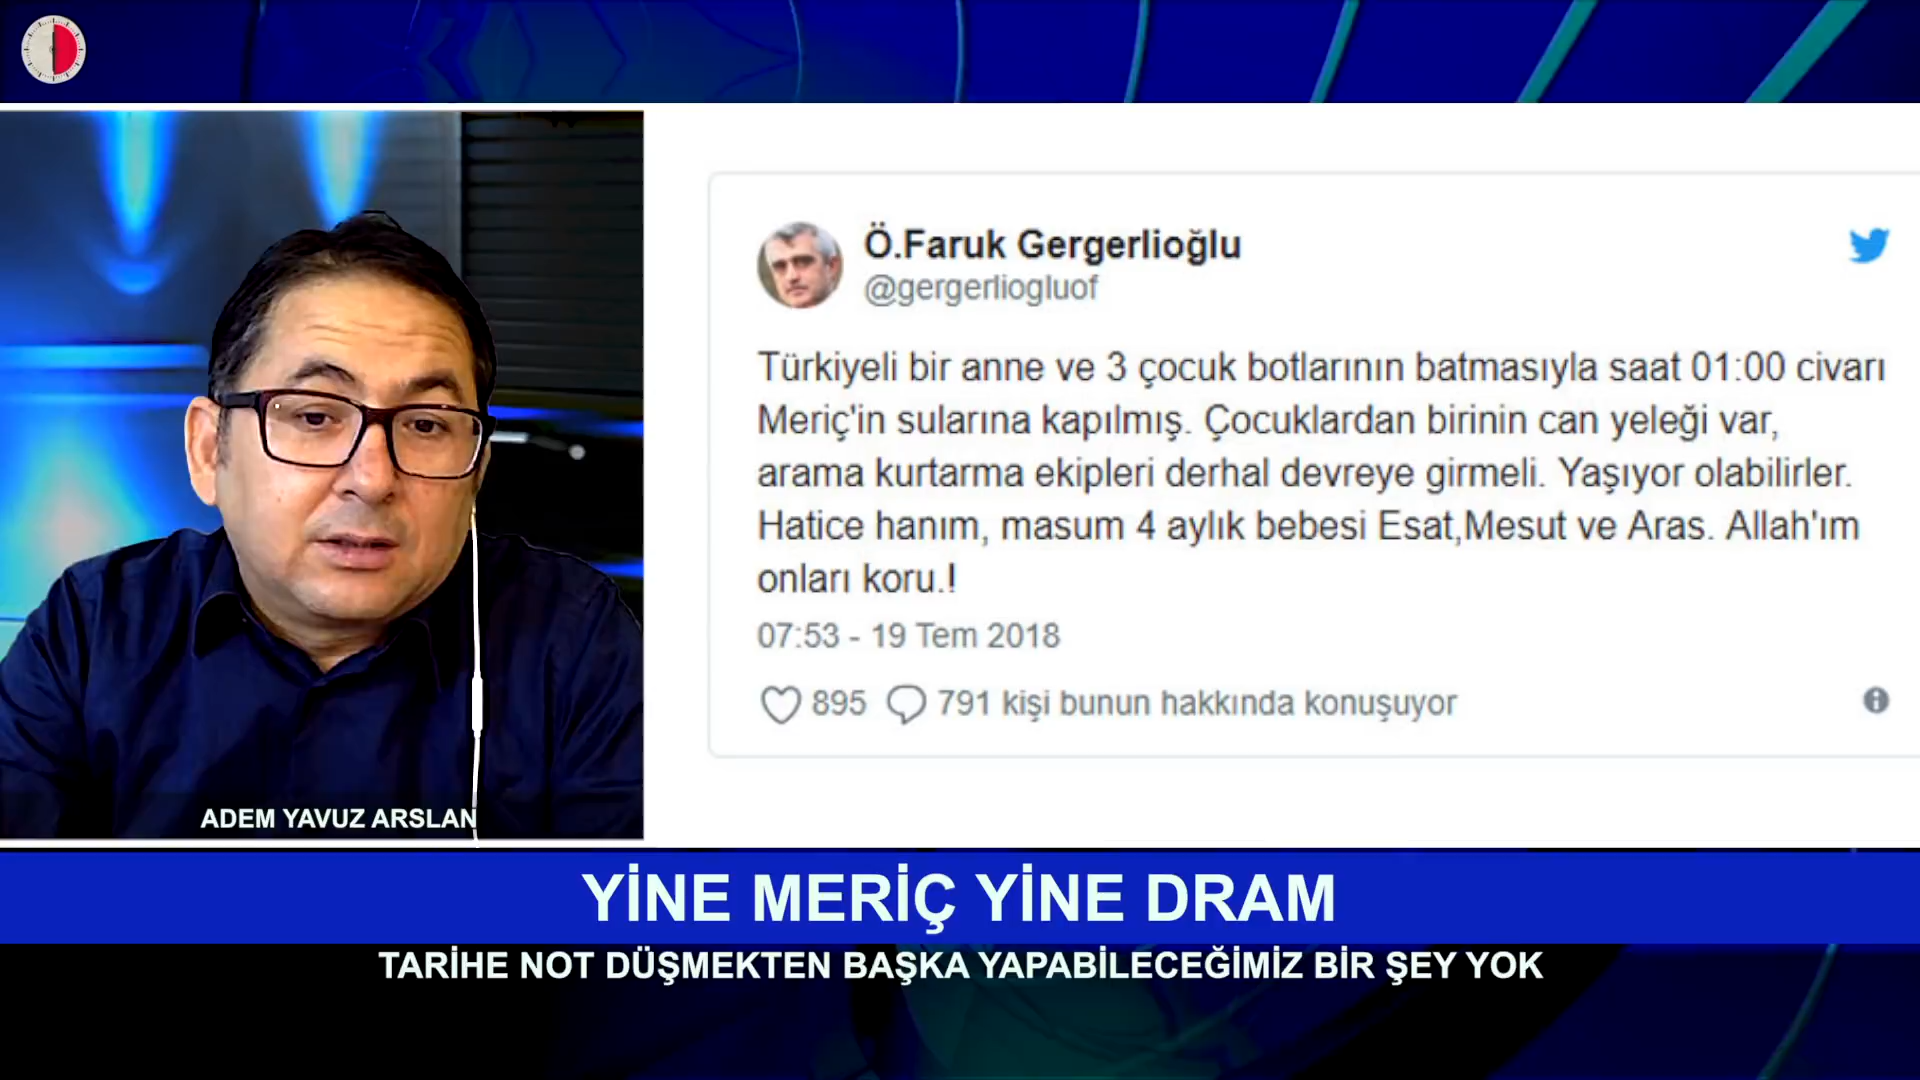 Ö.Faruk Gergerlioğlu
@gergerliogluof
Türkiyeli bir anne ve 3 çocuk botlarının batmasıyla saat 01:00 civarı
Meriç'in sularına kapılmış. Çocuklardan birinin can yeleği var,
arama kurtarma ekipleri derhal devreye girmeli. Yaşıyor olabilirler.
Hatice hanım, masum 4 aylık bebesi Esat,Mesut ve Aras. Allah'ım
onları koru.!
07:53 - 19 Tem 2018
895 791 kişi bunun hakkında konuşuyor
ADEM YAVUZ ARSLAN
YİNE MERİÇ YİNE DRAM
TARİHE NOT DÜŞMEKTEN BAŞKA YAPABİLECEĞİMİZ BİR ŞEY YOK